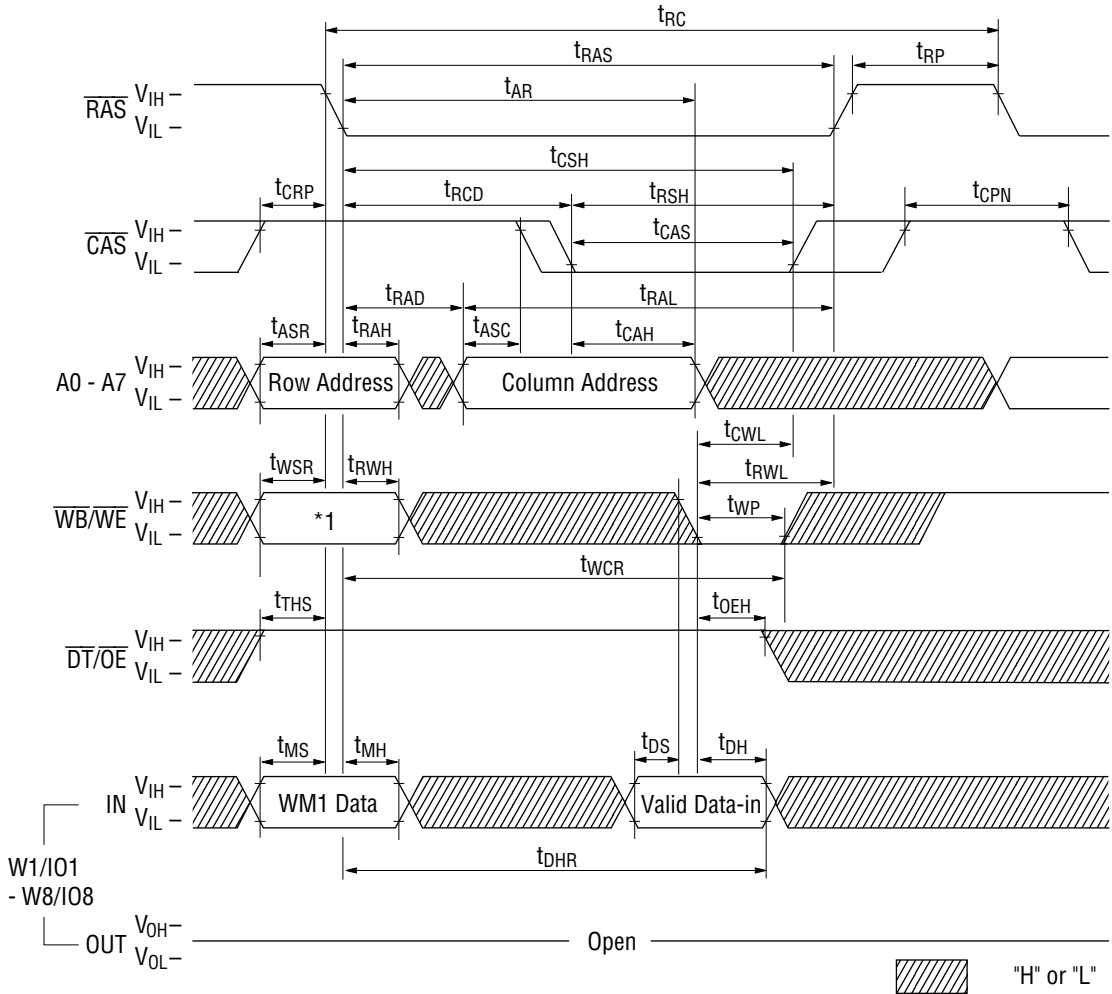 tRC
tRAS
tRP
tAR
RAS
VIH –
VIL –
tCSH
tCRP
tRCD
tRSH
tCPN
CAS
VIH –
VIL –
tCAS
tRAD
tRAL
tASR
tRAH
tASC
tCAH
A0 - A7
VIH –
VIL –
Row Address
Column Address
tCWL
tWSR
tRWH
tRWL
WB/WE
VIH –
VIL –
*1
tWP
tWCR
tTHS
tOEH
DT/OE
VIH –
VIL –
tMS
tMH
tDS
tDH
IN
VIH –
VIL –
WM1 Data
Valid Data-in
tDHR
W1/IO1
- W8/IO8
OUT
VOH –
VOL –
Open
"H" or "L"